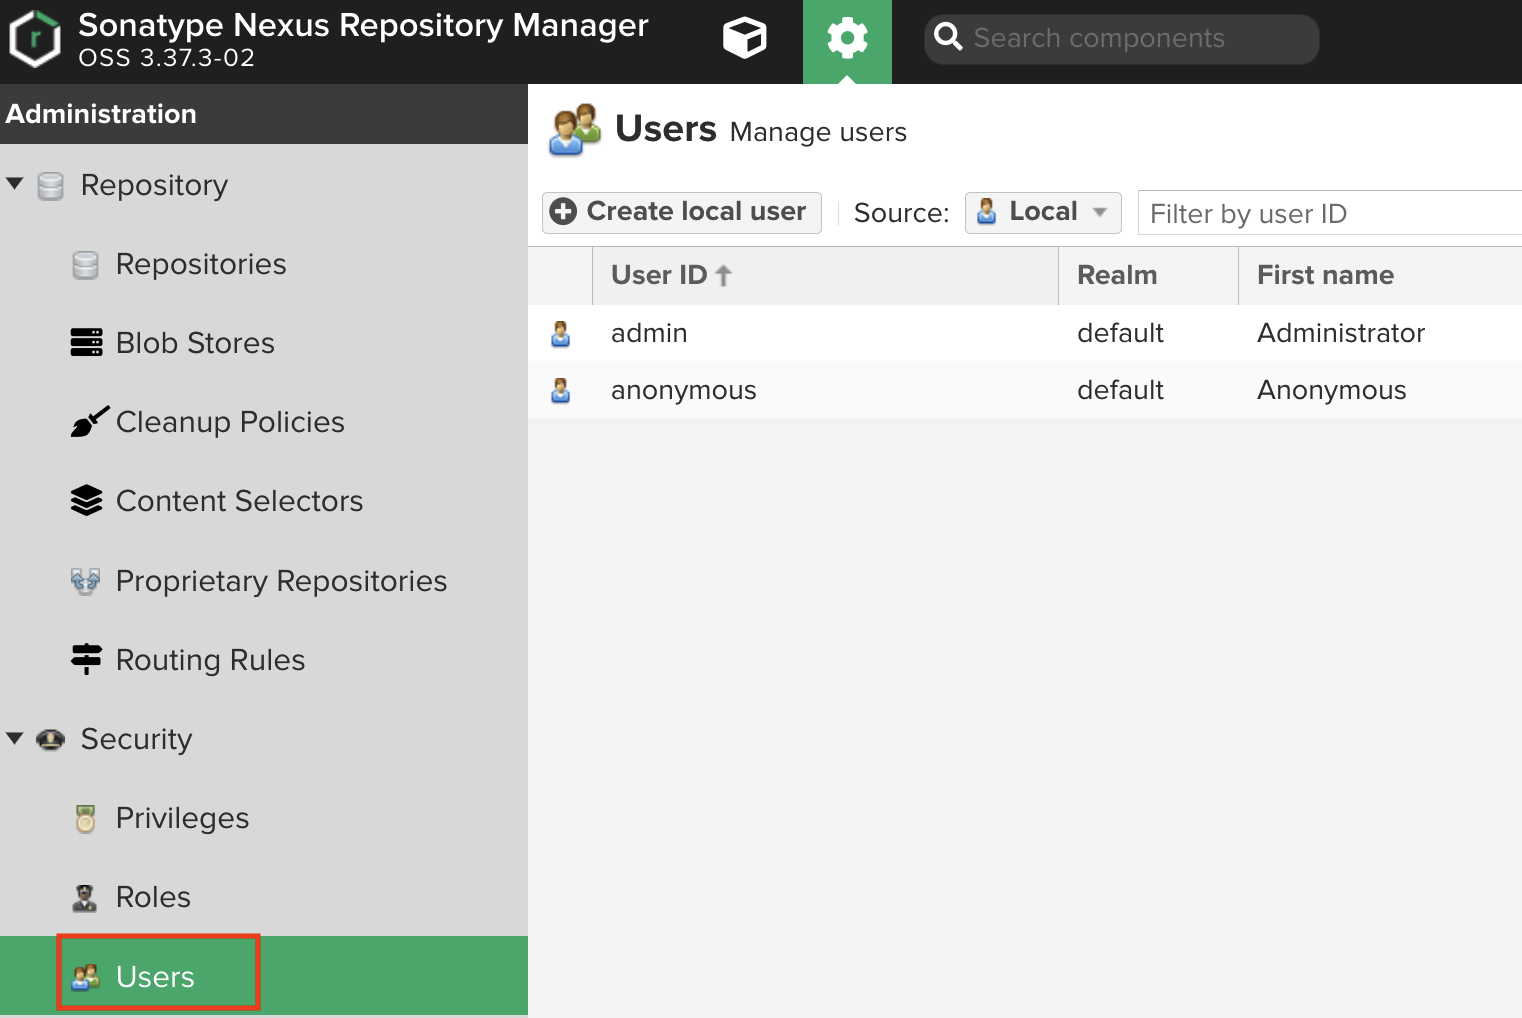 Sonatype Nexus Repository Manager
OSS 3.37.3-02
Search components
Administration
Repository
Repositories
Blob Stores
Cleanup Policies
Content Selectors
Proprietary Repositories
Routing Rules
Security
Privileges
Roles
Users
Users Manage users
Create local user Source: Local Filter by user ID
User ID Realm First name
admin default Administrator
anonymous default Anonymous